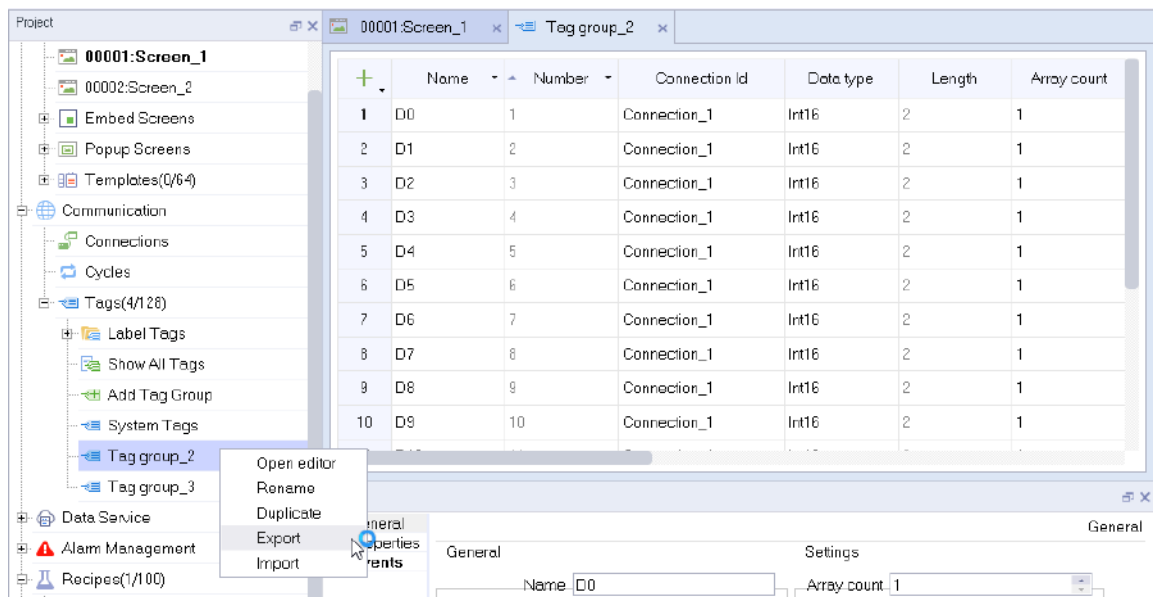 Project
00001:Screen_1
00002:Screen_2
Embed Screens
Popup Screens
Templates(0/64)
Communication
Connections
Cycles
Tags(4/128)
Label Tags
Show All Tags
Add Tag Group
System Tags
Tag group_2
Tag group_3
Data Service
Alarm Management
Recipes(1/100)
Open editor
Rename
Duplicate
Export
Import
00001:Screen_1 Tag group_2
Name Number Connection Id Data type Length Array count
1 D0 1 Connection_1 Int16 2 1
2 D1 2 Connection_1 Int16 2 1
3 D2 3 Connection_1 Int16 2 1
4 D3 4 Connection_1 Int16 2 1
5 D4 5 Connection_1 Int16 2 1
6 D5 6 Connection_1 Int16 2 1
7 D6 7 Connection_1 Int16 2 1
8 D7 8 Connection_1 Int16 2 1
9 D8 9 Connection_1 Int16 2 1
10 D9 10 Connection_1 Int16 2 1
General
General Settings
Name D0 Array count 1